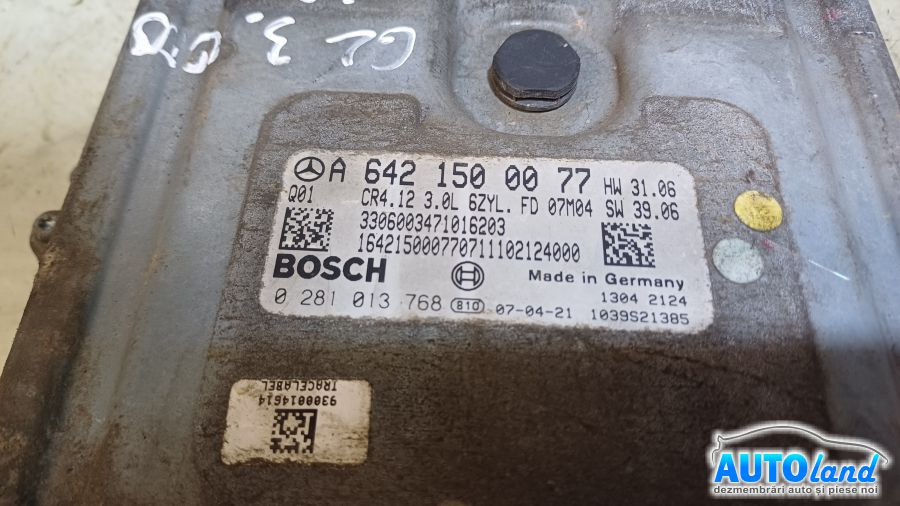 GL 3.0
A 642 150 00 77 HW 31.06
Q01 CR4.12 3.0L 6ZYL. FD 07M04 SW 39.06
3306003471016203
16421500077071110212400​0
BOSCH Made in Germany
0 281 013 768 810 07-04-21 1304 2124
1039S21385
93000014614
TRACELABEL
AUTOland
dezmembrări auto și piese noi